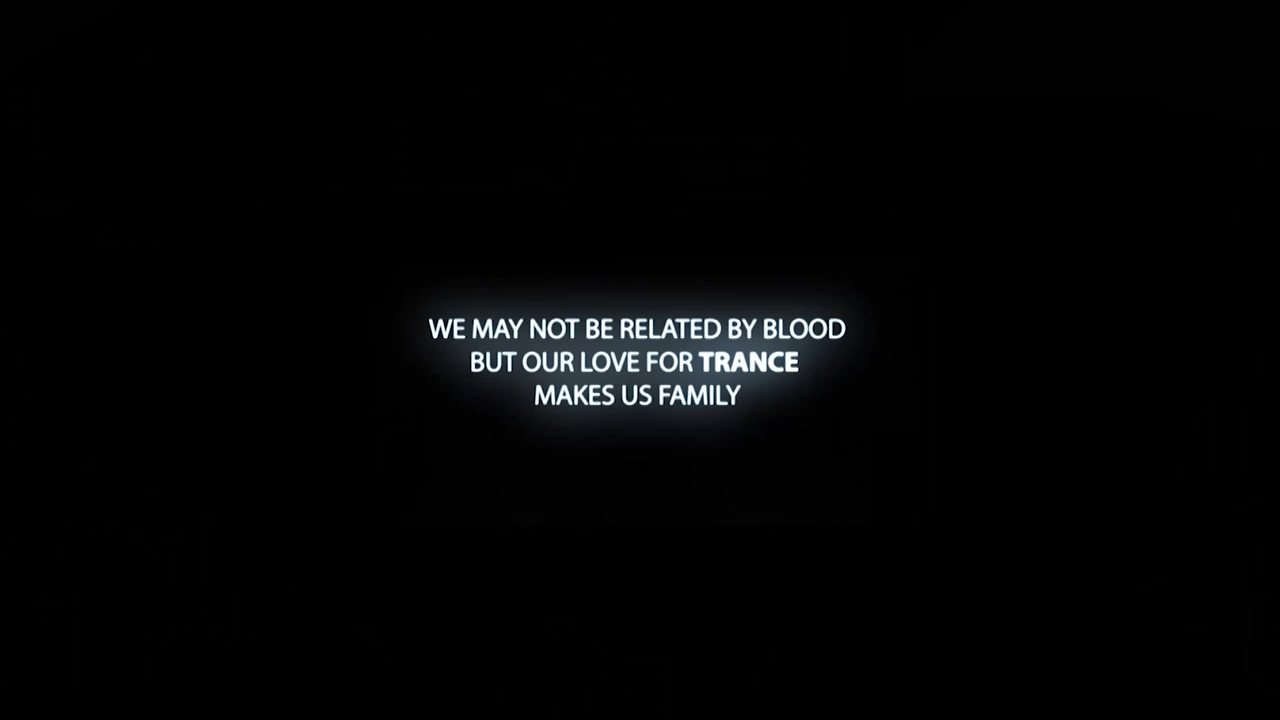 WE MAY NOT BE RELATED BY BLOOD
BUT OUR LOVE FOR TRANCE
MAKES US FAMILY